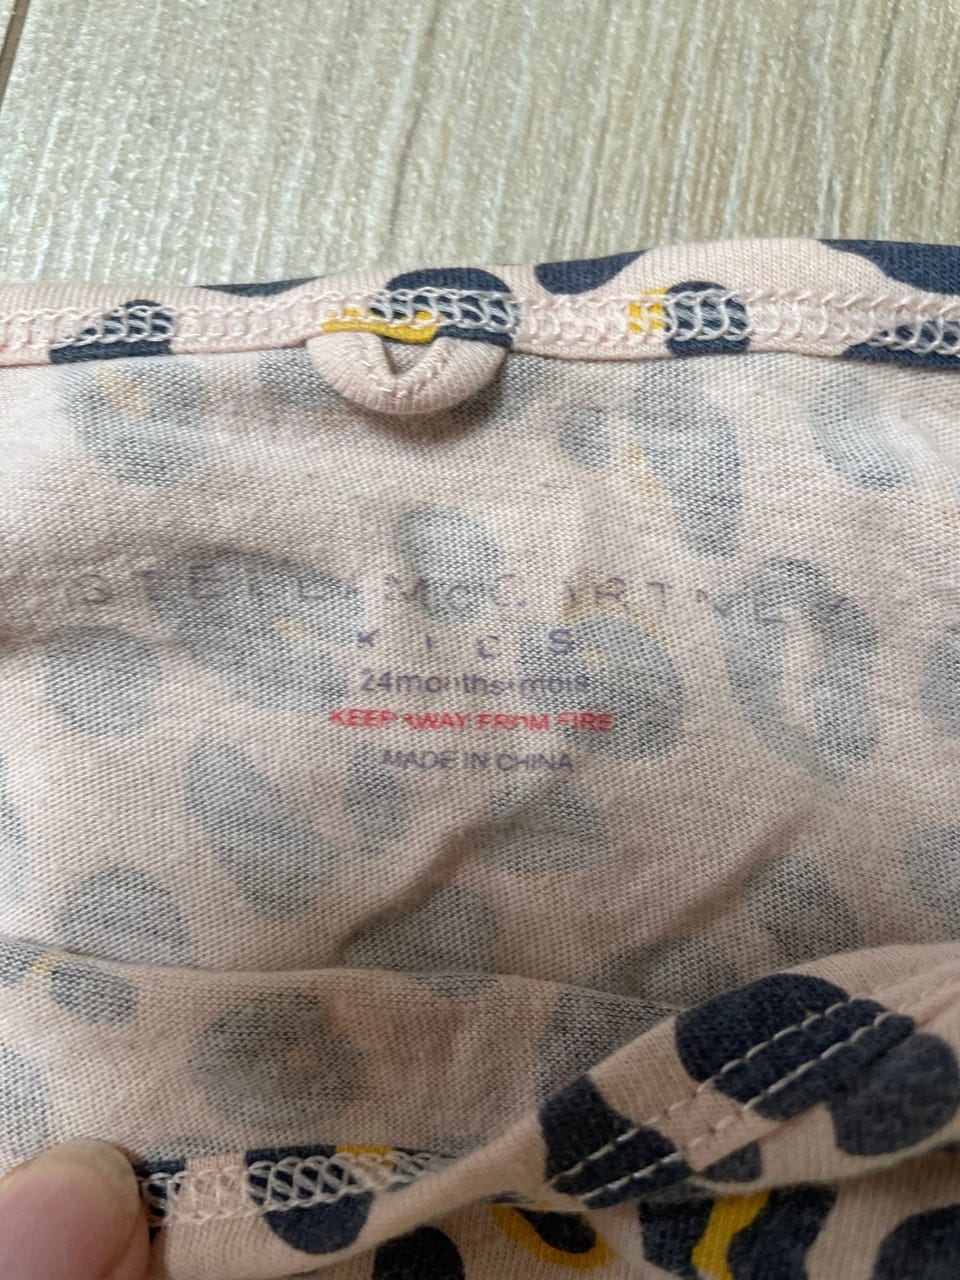 STELLA McCARTNEY
KIDS
24months-mois
KEEP AWAY FROM FIRE
MADE IN CHINA